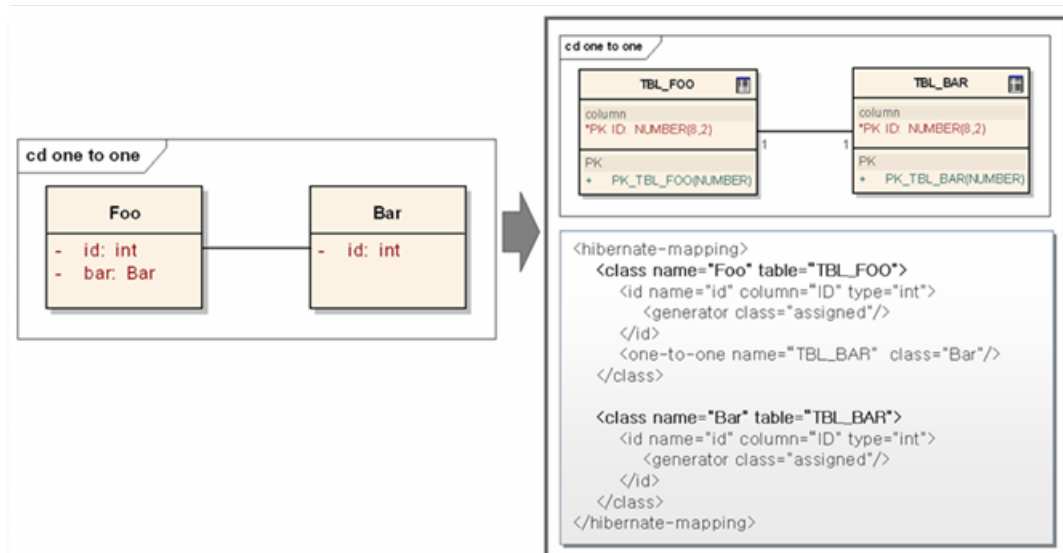 cd one to one
Foo
- id: int
- bar: Bar
Bar
- id: int
cd one to one
TBL_FOO
column
*PK ID: NUMBER(8,2)
PK
+ PK_TBL_FOO(NUMBER)
1
1
TBL_BAR
column
*PK ID: NUMBER(8,2)
PK
+ PK_TBL_BAR(NUMBER)
<hibernate-mapping>
<class name="Foo" table="TBL_FOO">
<id name="id" column="ID" type="int">
<generator class="assigned"/>
</id>
<one-to-one name="TBL_BAR" class="Bar"/>
</class>
<class name="Bar" table="TBL_BAR">
<id name="id" column="ID" type="int">
<generator class="assigned"/>
</id>
</class>
</hibernate-mapping>